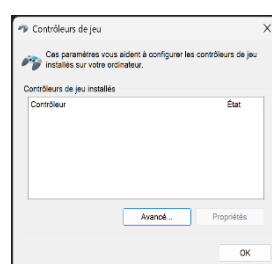 Contrôleurs de jeu
X
Ces paramètres vous aident à configurer les contrôleurs de jeu
installés sur votre ordinateur.
Contrôleurs de jeu installés
Contrôleur État
Avancé... Propriétés
OK